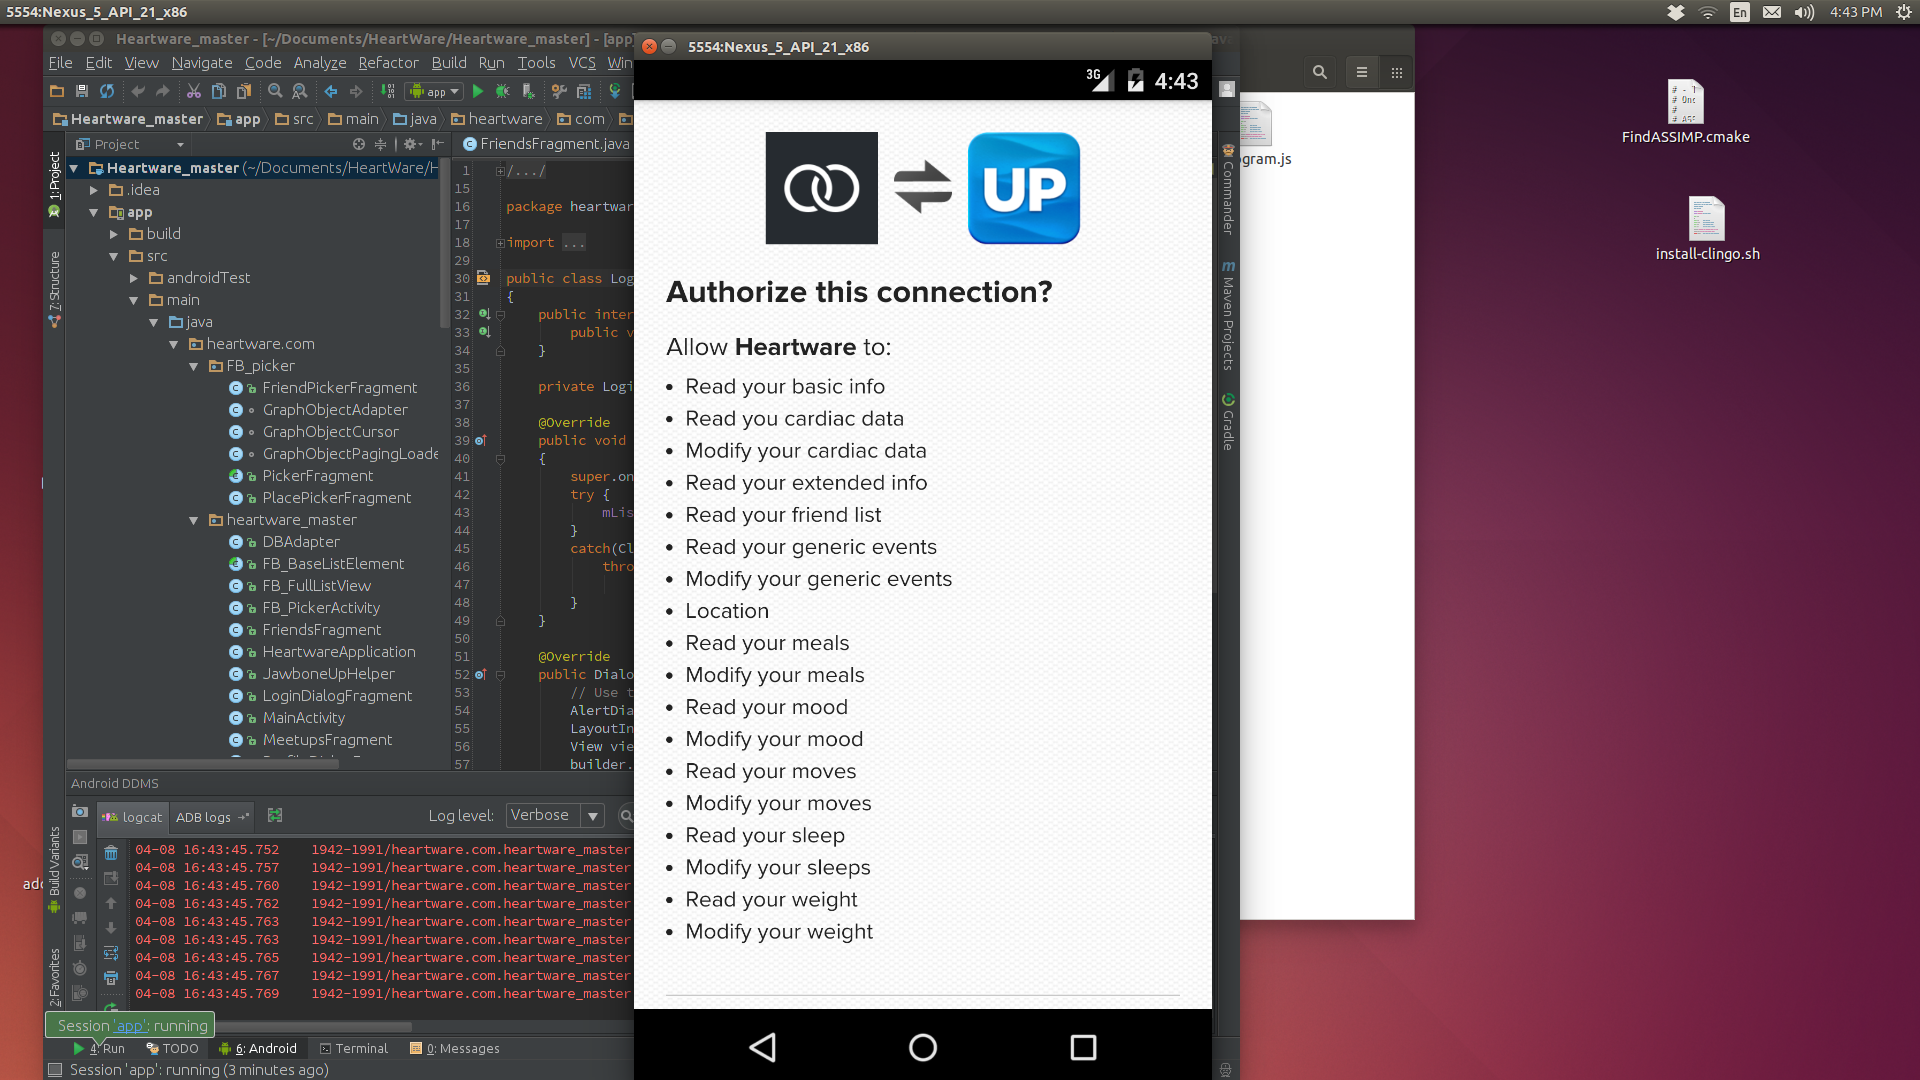 5554:Nexus_5_API_21_x86
En
4:43 PM
Heartware_master - [~/Documents/HeartWare/Heartware_master] - [app
File Edit View Navigate Code Analyze Refactor Build Run Tools VCS Win
app
Heartware_master app src main java heartware com
Project
FriendsFragment.java
1: Project
7: Structure
Build Variants
2: Favorites
Heartware_master (~/Documents/HeartWare/H
.idea
app
build
src
androidTest
main
java
heartware.com
FB_picker
FriendPickerFragment
GraphObjectAdapter
GraphObjectCursor
GraphObjectPagingLoade
PickerFragment
PlacePickerFragment
heartware_master
DBAdapter
FB_BaseListElement
FB_FullListView
FB_PickerActivity
FriendsFragment
HeartwareApplication
JawboneUpHelper
LoginDialogFragment
MainActivity
MeetupsFragment
1 /.../
15
16 package heartwar
17
18 import ...
29
30 public class Log
31 {
32 public inter
33 public v
34 }
35
36 private Logi
37
38 @Override
39 public void
40 {
41 super.on
42 try {
43 mLis
44 }
45 catch(Cl
46 thro
47
48 }
49 }
50
51 @Override
52 public Dialo
53 // Use t
54 AlertDia
55 LayoutIn
56 View vie
57 builder.
Android DDMS
logcat
ADB logs
Log level: Verbose
04-08 16:43:45.752 1942-1991/heartware.com.heartware_master
04-08 16:43:45.757 1942-1991/heartware.com.heartware_master
04-08 16:43:45.760 1942-1991/heartware.com.heartware_master
04-08 16:43:45.762 1942-1991/heartware.com.heartware_master
04-08 16:43:45.763 1942-1991/heartware.com.heartware_master
04-08 16:43:45.763 1942-1991/heartware.com.heartware_master
04-08 16:43:45.765 1942-1991/heartware.com.heartware_master
04-08 16:43:45.767 1942-1991/heartware.com.heartware_master
04-08 16:43:45.769 1942-1991/heartware.com.heartware_master
Session 'app': running
4: Run TODO 6: Android Terminal 0: Messages
Session 'app': running (3 minutes ago)
5554:Nexus_5_API_21_x86
3G 4:43
UP
Authorize this connection?
Allow Heartware to:
• Read your basic info
• Read you cardiac data
• Modify your cardiac data
• Read your extended info
• Read your friend list
• Read your generic events
• Modify your generic events
• Location
• Read your meals
• Modify your meals
• Read your mood
• Modify your mood
• Read your moves
• Modify your moves
• Read your sleep
• Modify your sleeps
• Read your weight
• Modify your weight
Commander
Maven Projects
Gradle
ogram.js
FindASSIMP.cmake
install-clingo.sh